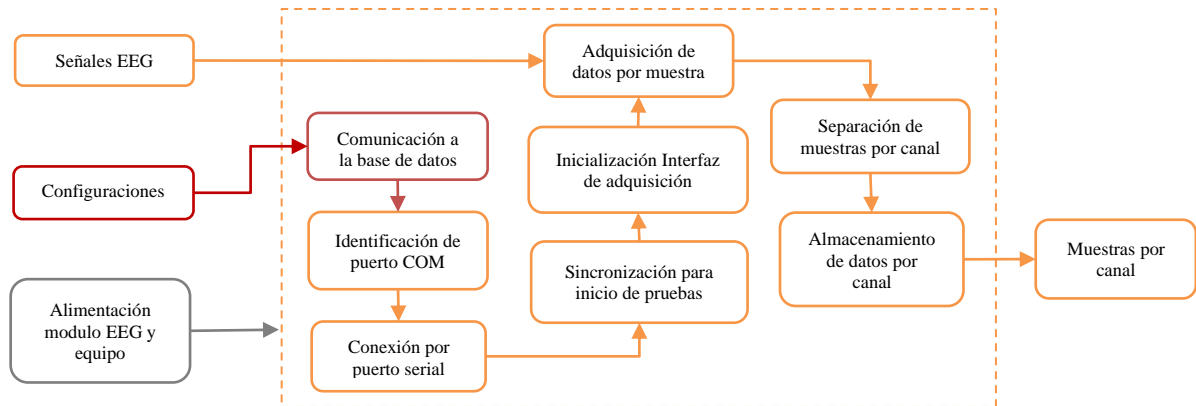 Señales EEG
Configuraciones
Alimentación
modulo EEG y
equipo
Comunicación a
la base de datos
Identificación de
puerto COM
Conexión por
puerto serial
Adquisición de
datos por muestra
Inicialización Interfaz
de adquisición
Sincronización para
inicio de pruebas
Separación de
muestras por canal
Almacenamiento
de datos por
canal
Muestras por
canal